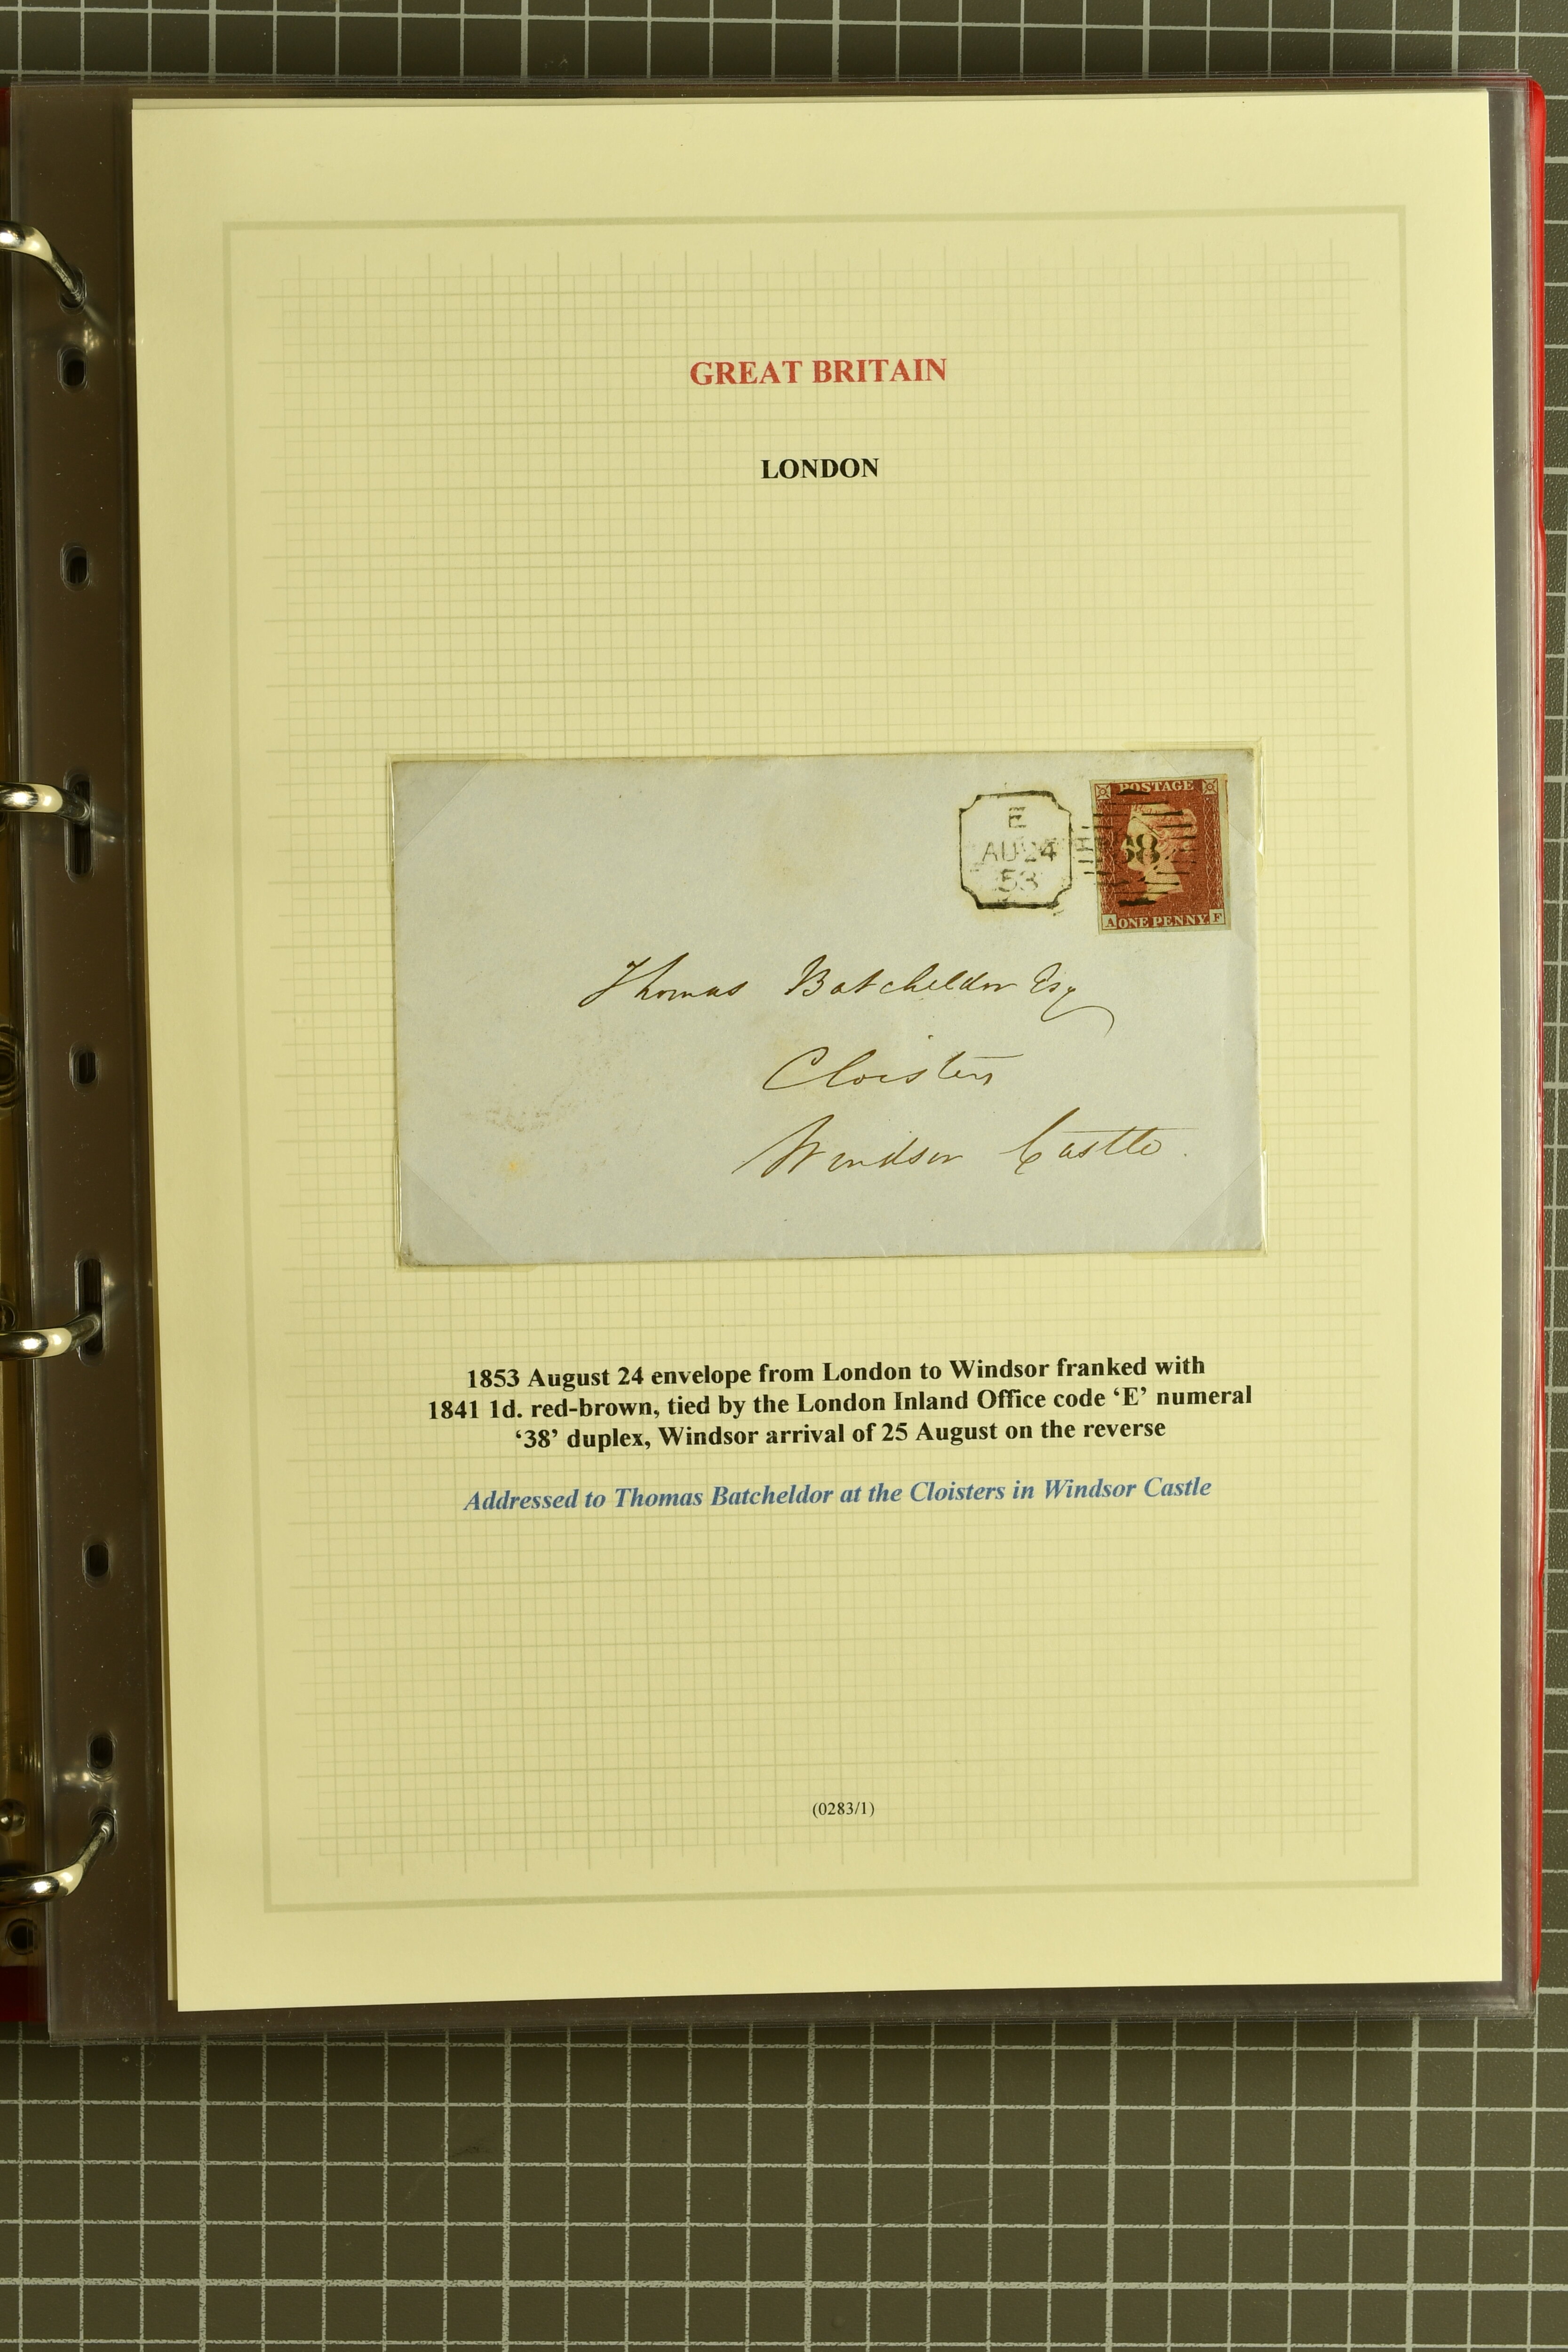 GREAT BRITAIN
LONDON
E
AU 24
53
POSTAGE
38
A ONE PENNY F
Thomas Batcheldor Esq
Cloisters
Windsor Castle.
1853 August 24 envelope from London to Windsor franked with
1841 1d. red-brown, tied by the London Inland Office code ‘E’ numeral
‘38’ duplex, Windsor arrival of 25 August on the reverse
Addressed to Thomas Batcheldor at the Cloisters in Windsor Castle
(0283/1)